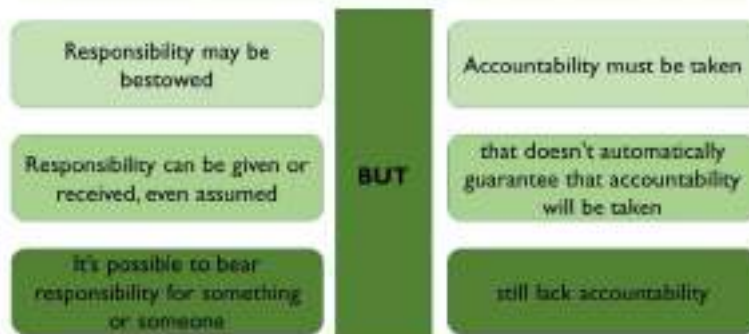 Responsibility may be
bestowed
BUT
Accountability must be taken
Responsibility can be given or
received, even assumed
that doesn't automatically
guarantee that accountability
will be taken
It's possible to bear
responsibility for something
or someone
still lack accountability